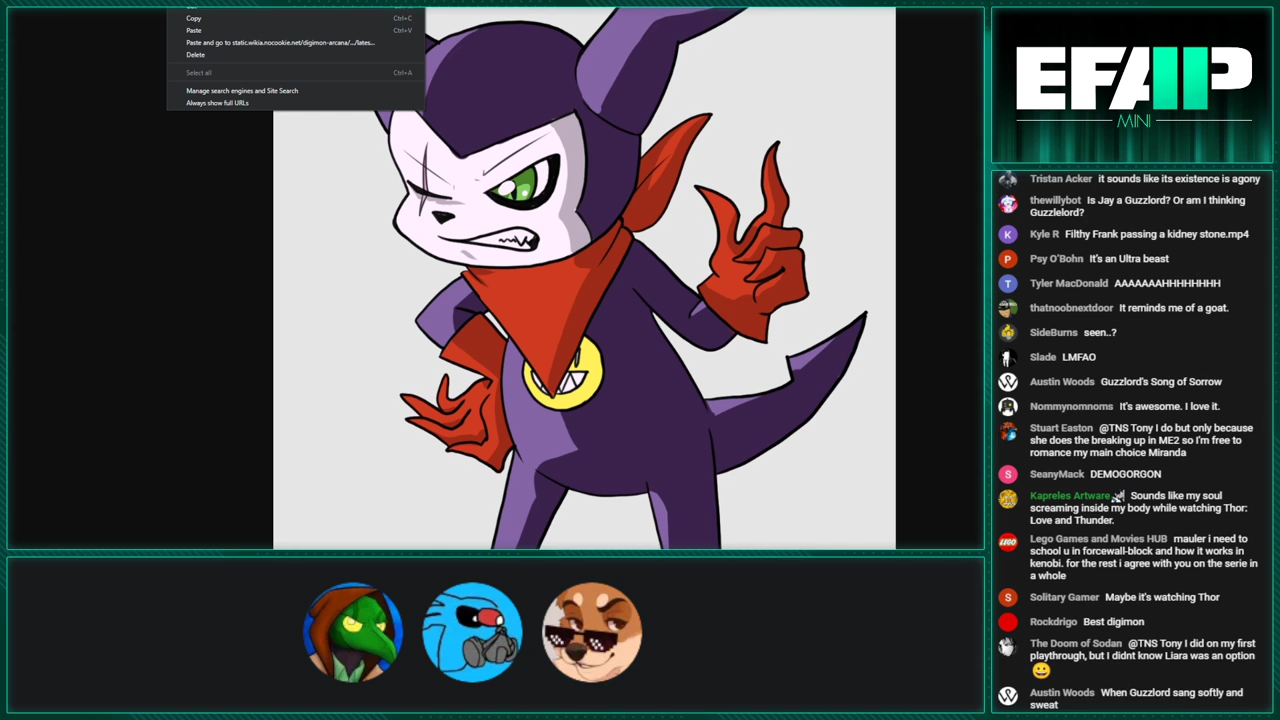 Copy Ctrl+C
Paste Ctrl+V
Paste and go to static.wikia.nocookie.net/digimon-arcana/.../lates...
Delete
Select all Ctrl+A
Manage search engines and Site Search
Always show full URLs
EFAP
MINI
Tristan Acker it sounds like its existence is agony
thewillybot Is Jay a Guzzlord? Or am I thinking
Guzzlelord?
K Kyle R Filthy Frank passing a kidney stone.mp4
P Psy O'Bohn It's an Ultra beast
T Tyler MacDonald AAAAAAAHHHHHHHHH
thatnoobnextdoor It reminds me of a goat.
SideBurns seen..?
Slade LMFAO
Austin Woods Guzzlord's Song of Sorrow
Nommynomnoms It's awesome. I love it.
Stuart Easton @TNS Tony I do but only because
she does the breaking up in ME2 so I'm free to
romance my main choice Miranda
S SeanyMack DEMOGORGON
Kapreles Artware Sounds like my soul
screaming inside my body while watching Thor:
Love and Thunder.
LEGO Lego Games and Movies HUB mauler i need to
school u in forcewall-block and how it works in
kenobi. for the rest i agree with you on the serie in
a whole
S Solitary Gamer Maybe it's watching Thor
Rockdrigo Best digimon
The Doom of Sodan @TNS Tony I did on my first
playthrough, but I didnt know Liara was an option
😀
Austin Woods When Guzzlord sang softly and
sweat